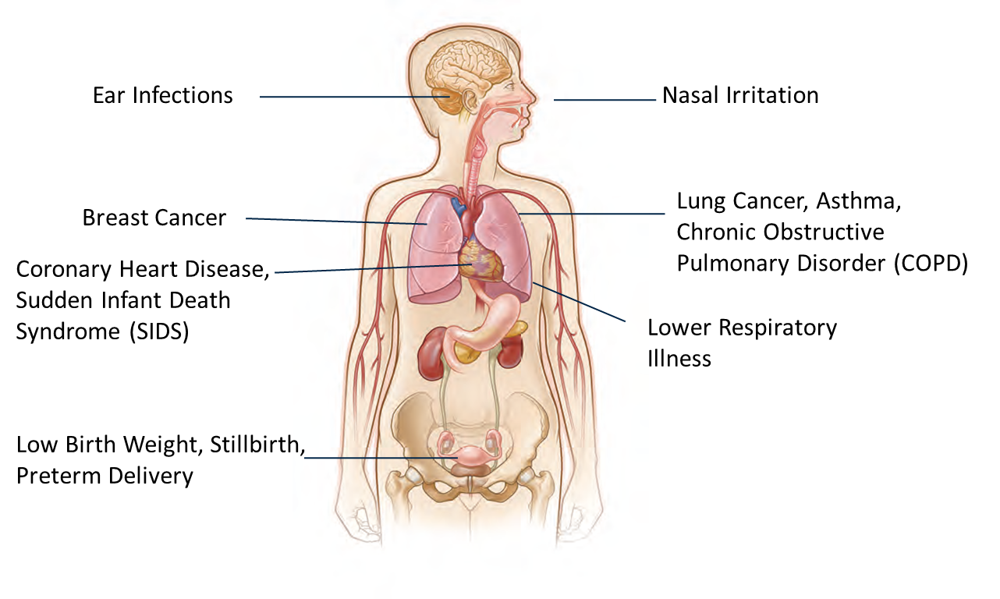 Ear Infections
Nasal Irritation
Breast Cancer
Lung Cancer, Asthma,
Chronic Obstructive
Pulmonary Disorder (COPD)
Coronary Heart Disease,
Sudden Infant Death
Syndrome (SIDS)
Lower Respiratory
Illness
Low Birth Weight, Stillbirth,
Preterm Delivery